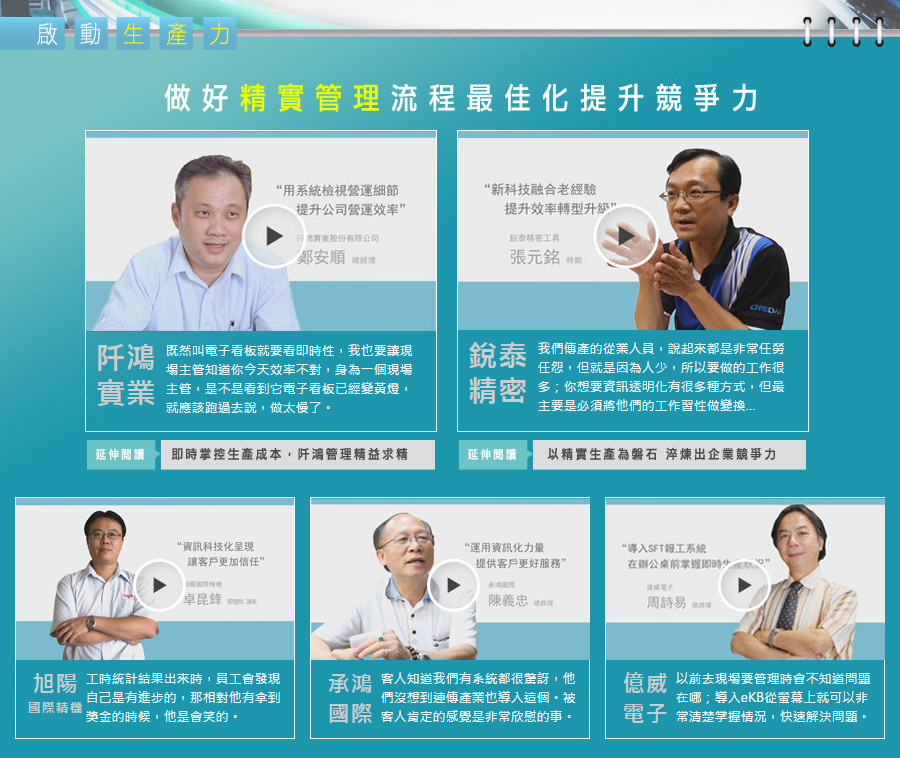 啟動生產力
做好精實管理流程最佳化提升競爭力
“用系統檢視營運細節
提升公司營運效率”
阡鴻實業股份有限公司
鄭安順 總經理
阡鴻
實業
既然叫電子看板就要看即時性，我也要讓現
場主管知道你今天效率不對，身為一個現場
主管，是不是看到它電子看板已經變黃燈，
就應該跑過去說，做太慢了。
延伸閱讀
即時掌控生產成本，阡鴻管理精益求精
“新科技融合老經驗
提升效率轉型升級”
銳泰精密工具
張元銘 特助
銳泰
精密
我們傳產的從業人員，說起來都是非常任勞
任怨，但就是因為人少，所以要做的工作很
多；你想要資訊透明化有很多種方式，但最
主要是必須將他們的工作習性做變換...
延伸閱讀
以精實生產為磐石 淬煉出企業競爭力
“資訊科技化呈現
讓客戶更加信任”
旭陽國際精機
卓昆鋒 管理部 課長
旭陽
國際精機
工時統計結果出來時，員工會發現
自己是有進步的，那相對他有拿到
獎金的時候，他是會笑的。
“運用資訊化力量
提供客戶更好服務”
承鴻國際
陳義忠 總經理
承鴻
國際
客人知道我們有系統都很驚訝，他
們沒想到連傳產業也導入這個。被
客人肯定的感覺是非常欣慰的事。
“導入SFT報工系統
在辦公桌前掌握即時生產狀況”
億威電子
周詩易 總經理
億威
電子
以前去現場要管理時會不知道問題
在哪；導入eKB從螢幕上就可以非
常清楚掌握情況，快速解決問題。